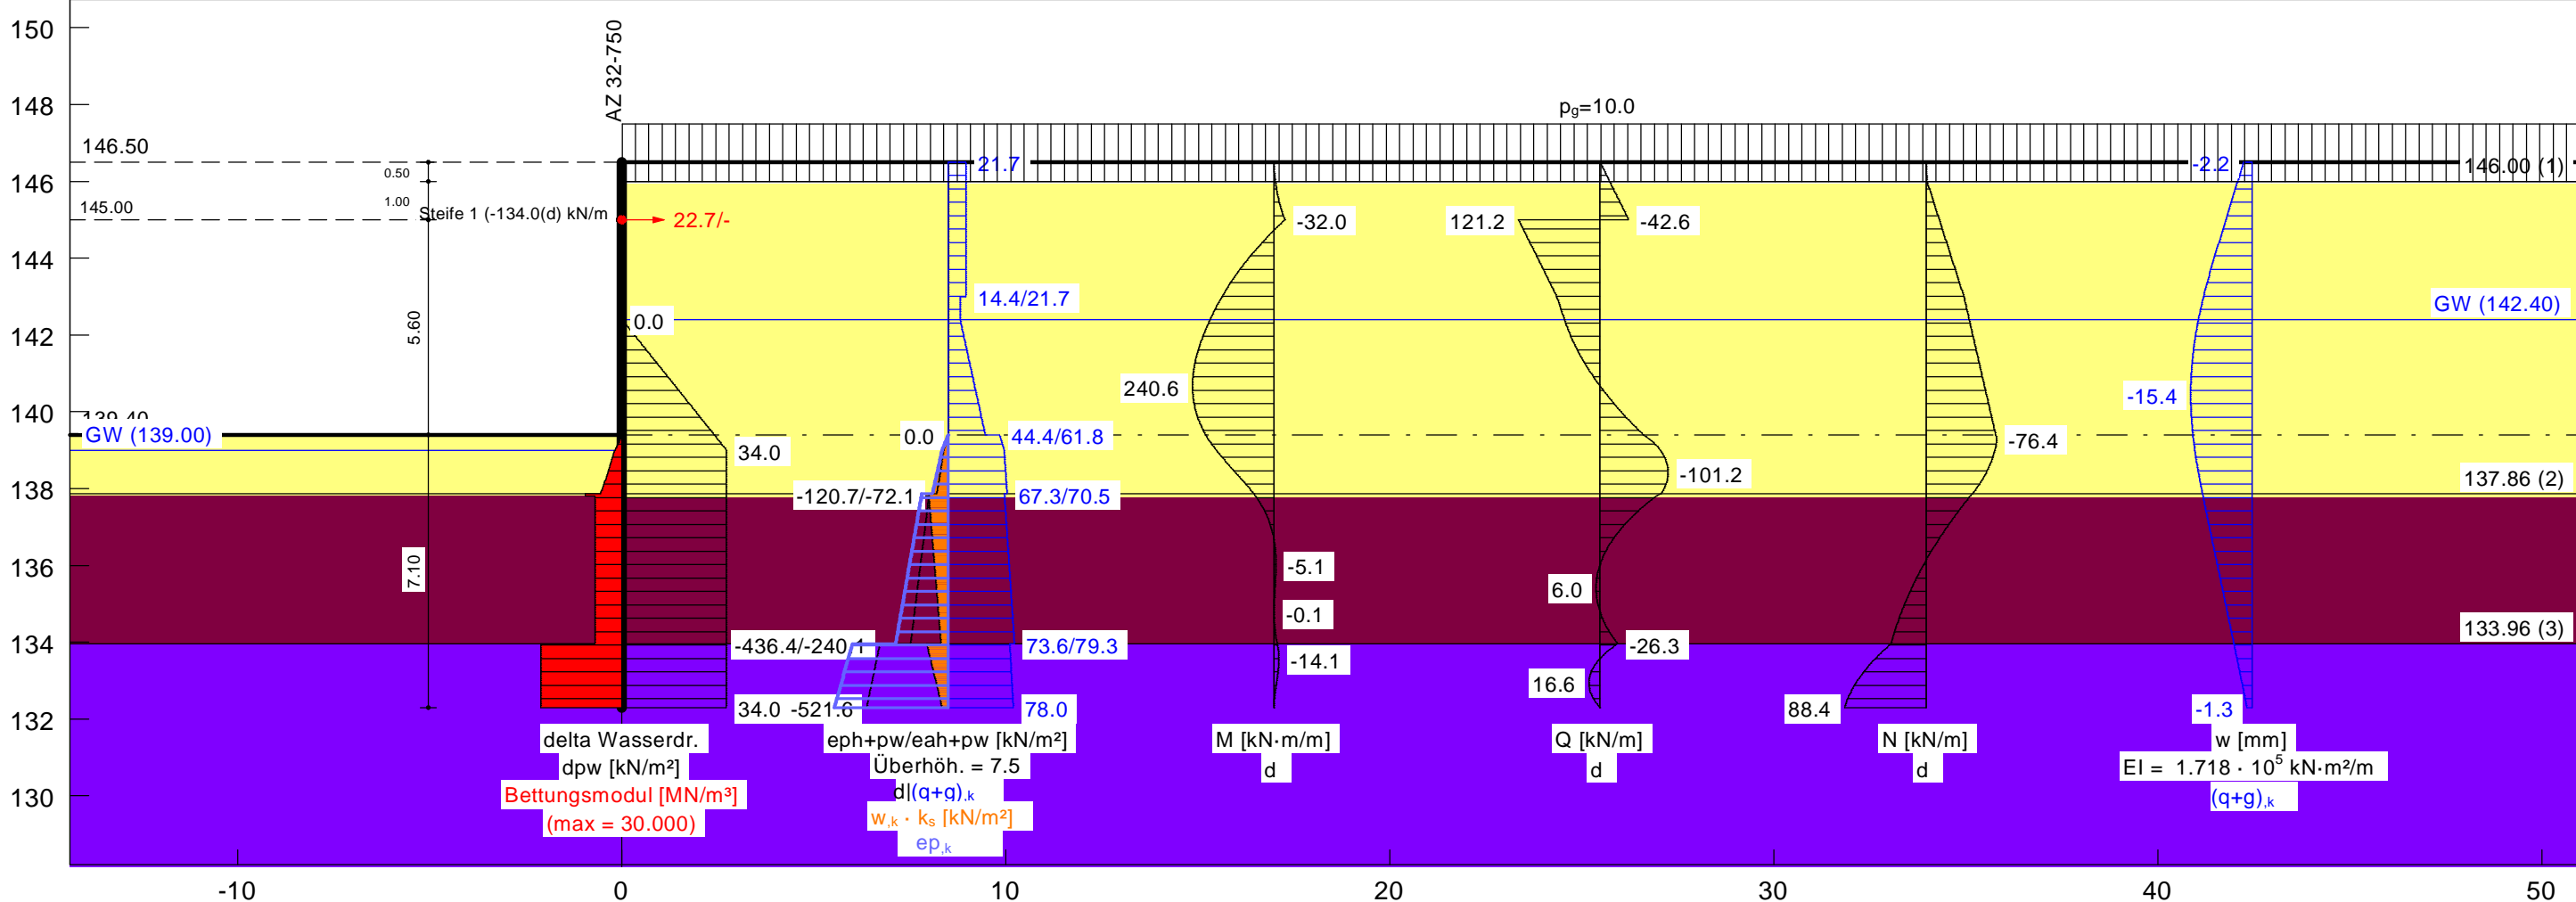 150
148
146
144
142
140
138
136
134
132
130
AZ 32-750
pg=10.0
146.50
0.50
1.00
145.00
Steife 1 (-134.0(d) kN/m
22.7/-
5.60
7.10
139.40
GW (139.00)
0.0
34.0
34.0
21.7
14.4/21.7
0.0
44.4/61.8
-120.7/-72.1
67.3/70.5
-436.4/-240.1
73.6/79.3
-521.6
78.0
-32.0
240.6
-5.1
-0.1
-14.1
121.2
-42.6
-101.2
6.0
-26.3
16.6
-76.4
88.4
-2.2
-15.4
-1.3
146.00 (1)
GW (142.40)
137.86 (2)
133.96 (3)
delta Wasserdr.
dpw [kN/m²]
Bettungsmodul [MN/m³]
(max = 30.000)
eph+pw/eah+pw [kN/m²]
Überhöh. = 7.5
d|(q+g),k
w,k · ks [kN/m²]
ep,k
M [kN·m/m]
d
Q [kN/m]
d
N [kN/m]
d
w [mm]
EI = 1.718 · 10⁵ kN·m²/m
(q+g),k
-10
0
10
20
30
40
50